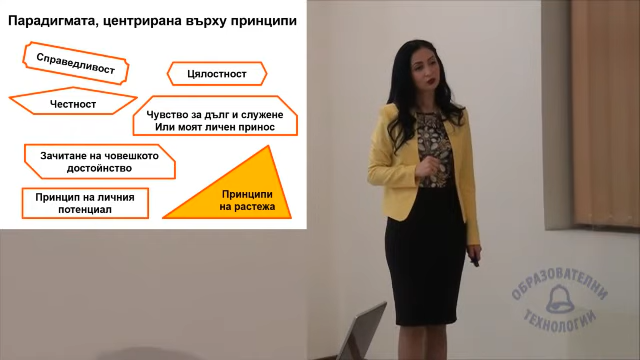 Парадигмата, центрирана върху принципи
Справедливост
Цялостност
Честност
Чувство за дълг и служене
Или моят личен принос
Зачитане на човешкото
достойнство
Принцип на личния
потенциал
Принципи
на растежа
ОБРАЗОВАТЕЛНИ
ТЕХНОЛОГИИ